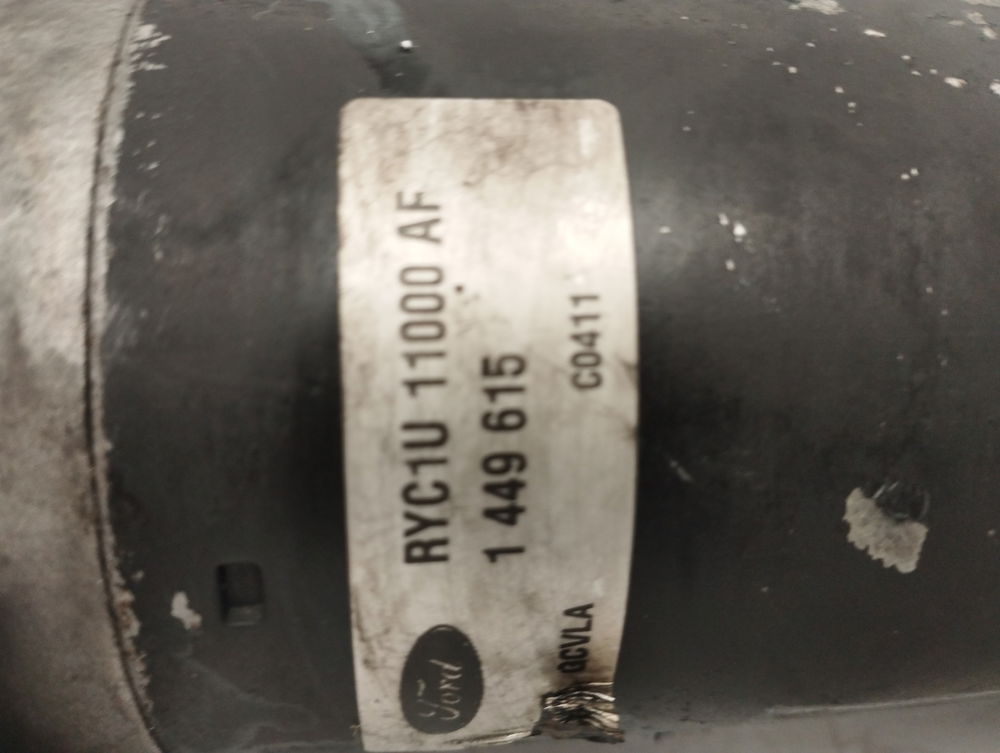 RYC1U 11000 AF
1 449 615
Ford
QCVLA C0411